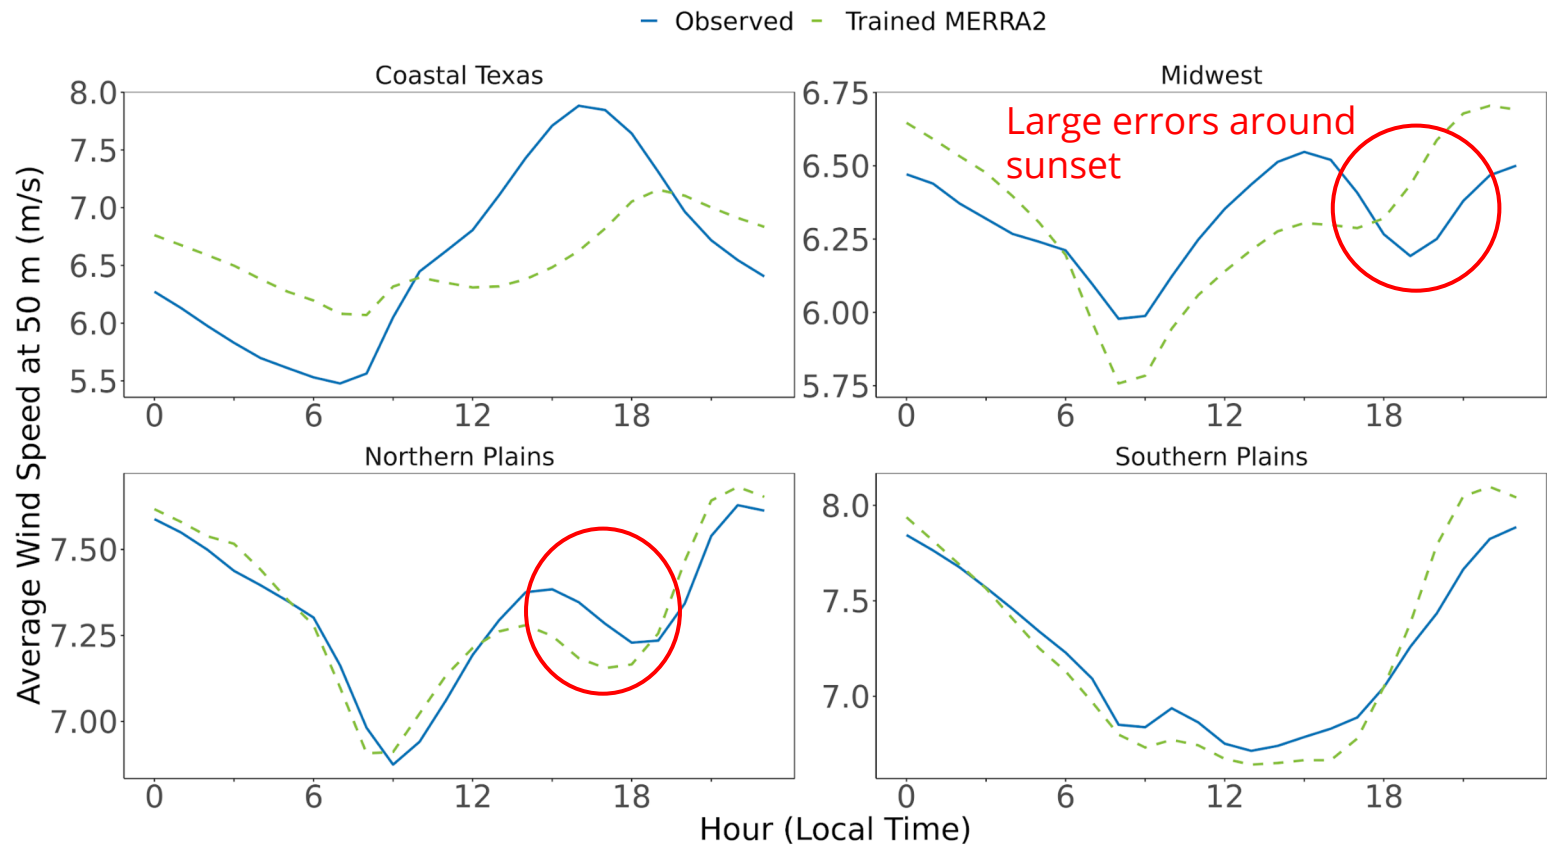 Observed Trained MERRA2
Coastal Texas
8.0
7.5
7.0
6.5
6.0
5.5
0 6 12 18
Midwest
6.75
6.50
6.25
6.00
5.75
0 6 12 18
Large errors around
sunset
Average Wind Speed at 50 m (m/s)
Northern Plains
7.50
7.25
7.00
0 6 12 18
Southern Plains
8.0
7.5
7.0
0 6 12 18
Hour (Local Time)